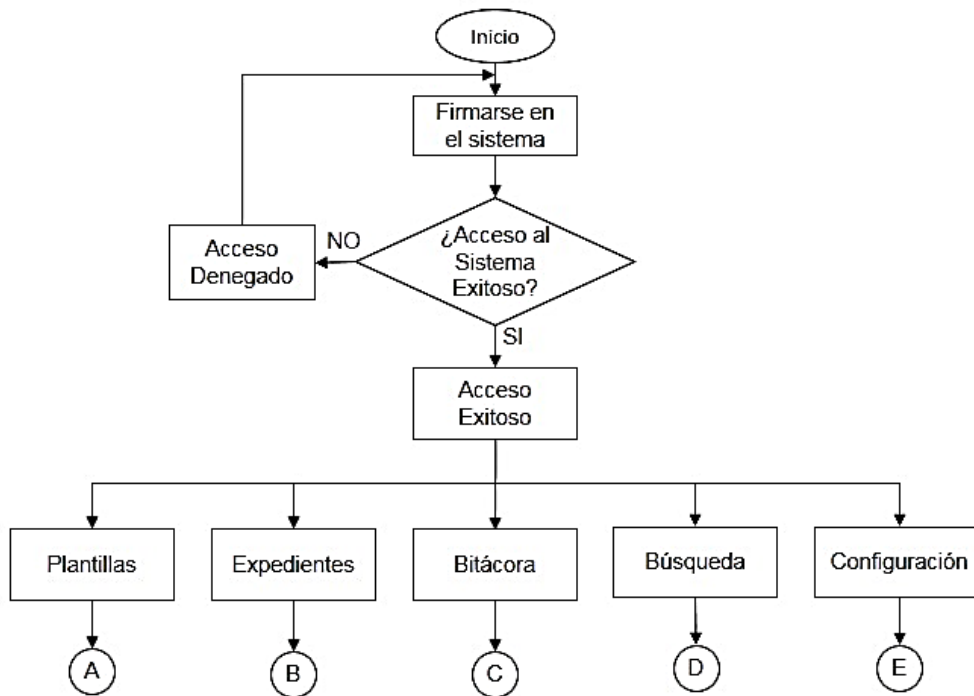 Inicio
Firmarse en
el sistema
¿Acceso al
Sistema
Exitoso?
NO
Acceso
Denegado
SI
Acceso
Exitoso
Plantillas
Expedientes
Bitácora
Búsqueda
Configuración
A
B
C
D
E